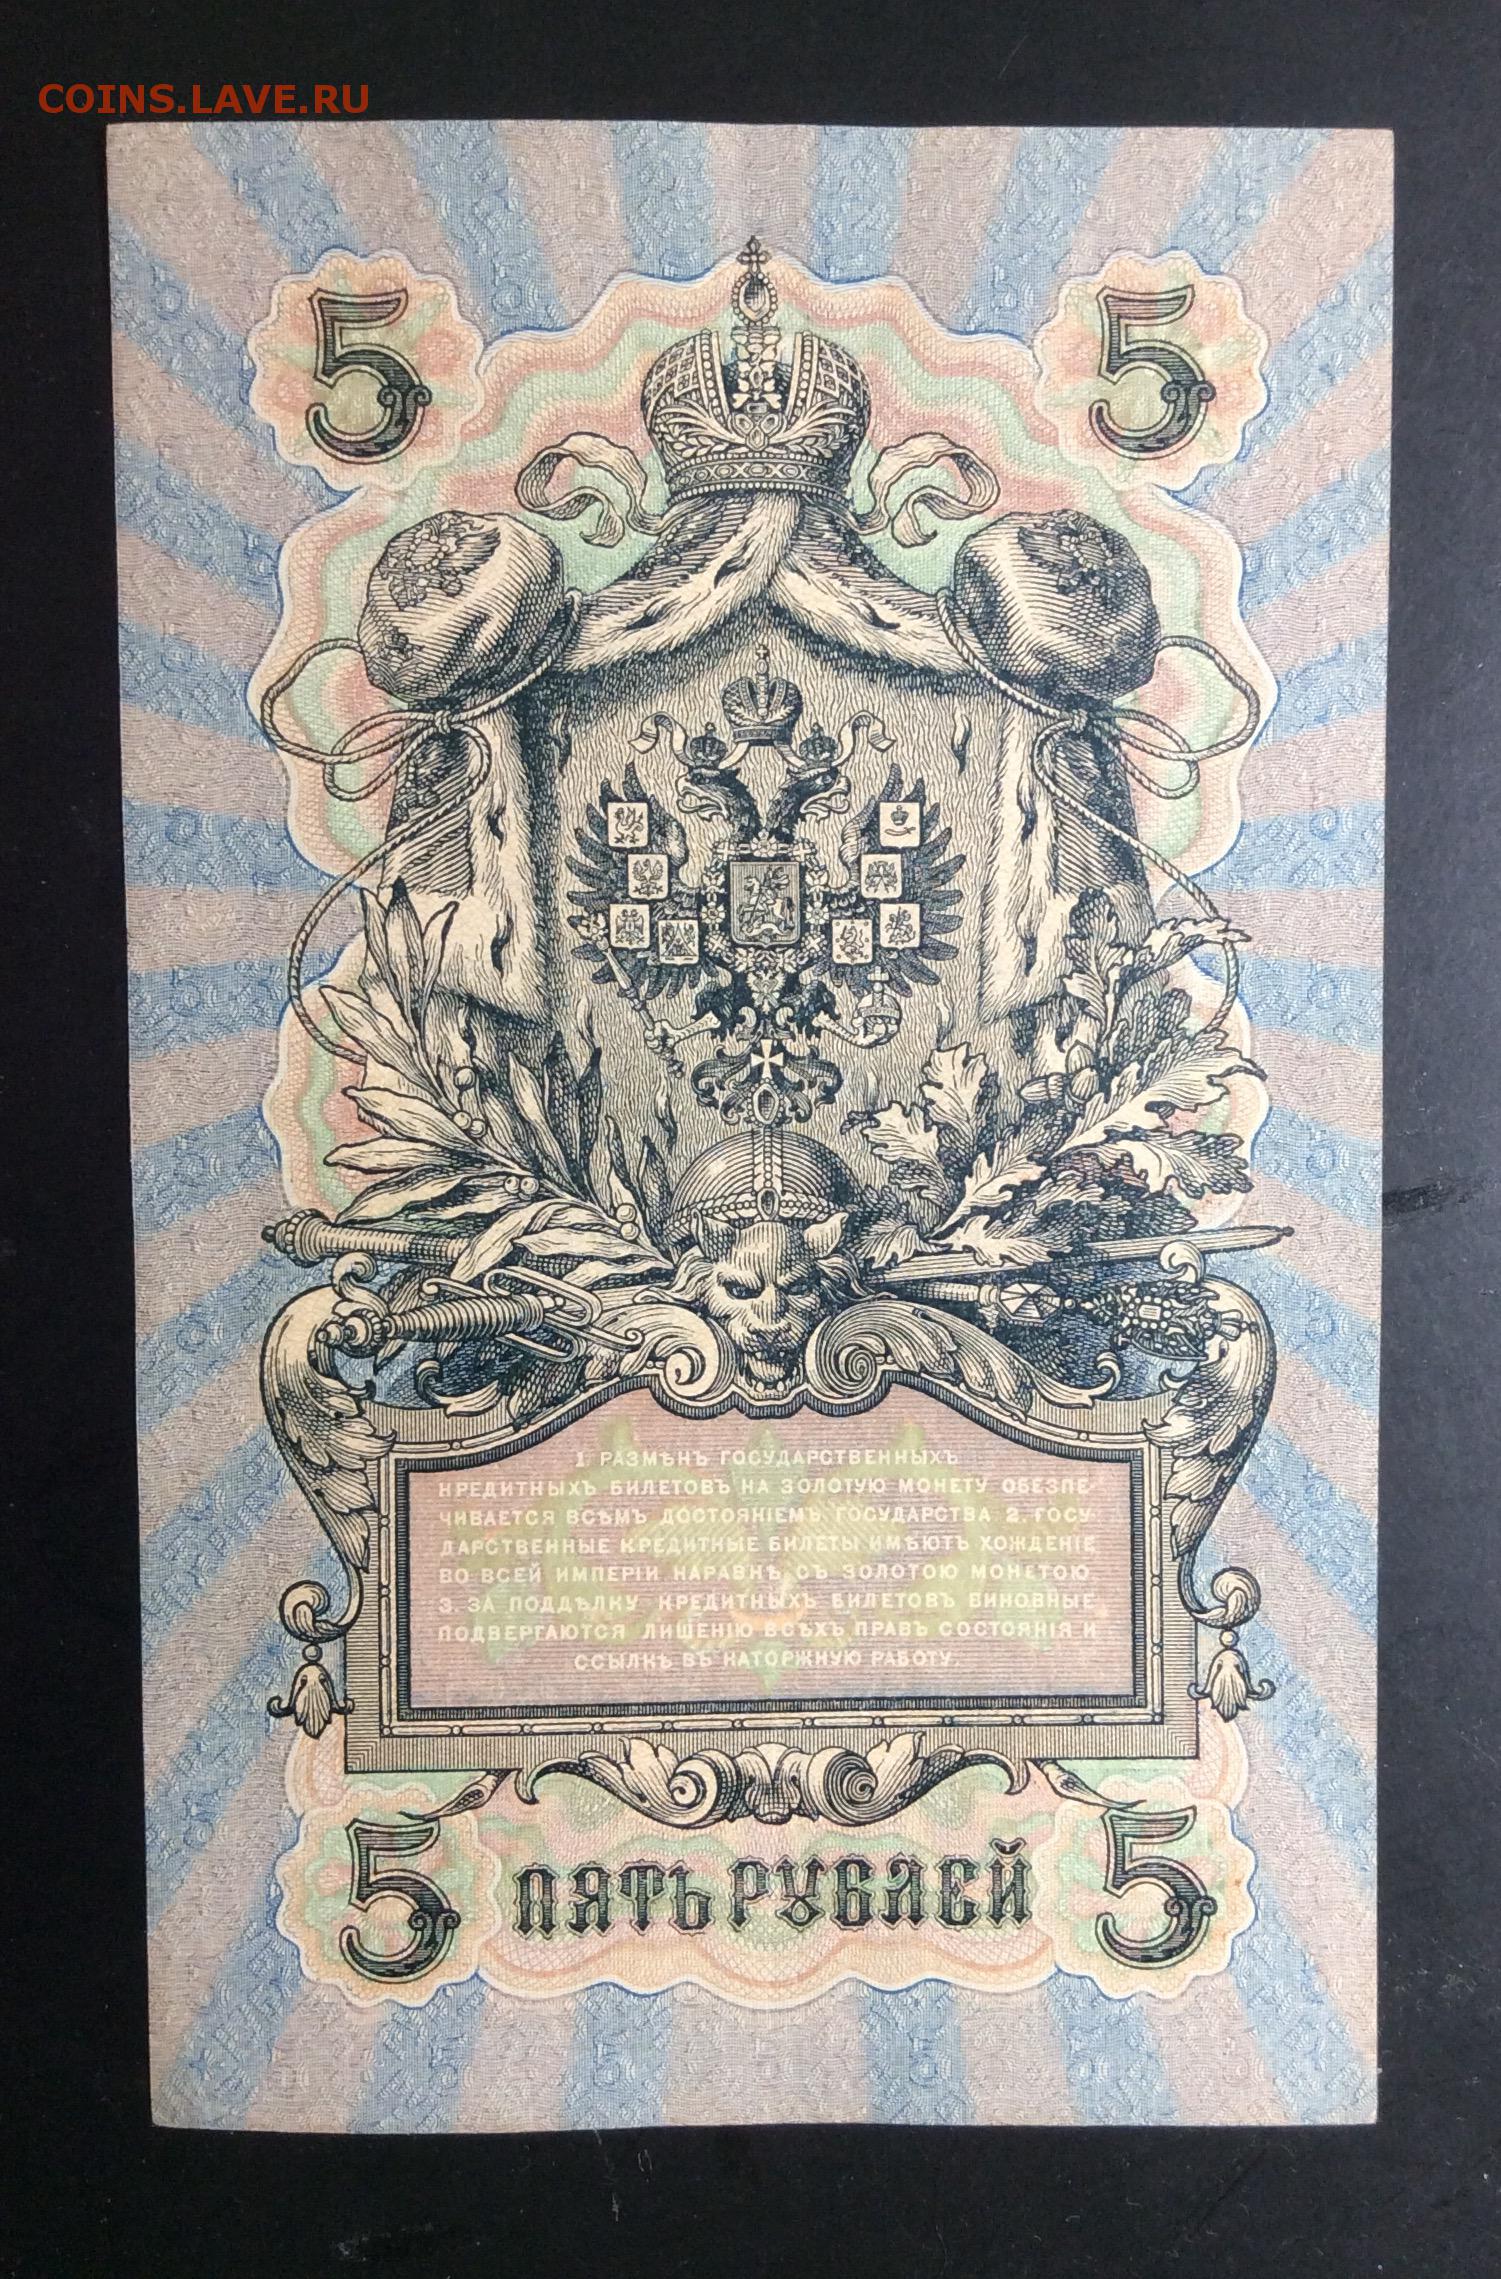 COINS.LAVE.RU
5 5
1. РАЗМѢНЪ ГОСУДАРСТВЕННЫХЪ
КРЕДИТНЫХЪ БИЛЕТОВЪ НА ЗОЛОТУЮ МОНЕТУ ОБЕЗПЕ-
ЧИВАЕТСЯ ВСѢМЪ ДОСТОЯНІЕМЪ ГОСУДАРСТВА. 2. ГОСУ-
ДАРСТВЕННЫЕ КРЕДИТНЫЕ БИЛЕТЫ ИМѢЮТЪ ХОЖДЕНІЕ
ВО ВСЕЙ ИМПЕРІИ НАРАВНѢ СЪ ЗОЛОТОЮ МОНЕТОЮ.
3. ЗА ПОДДѢЛКУ КРЕДИТНЫХЪ БИЛЕТОВЪ ВИНОВНЫЕ
ПОДВЕРГАЮТСЯ ЛИШЕНІЮ ВСѢХЪ ПРАВЪ СОСТОЯНІЯ И
ССЫЛКѢ ВЪ КАТОРЖНУЮ РАБОТУ.
5 ПЯТЬ РУБЛЕЙ 5